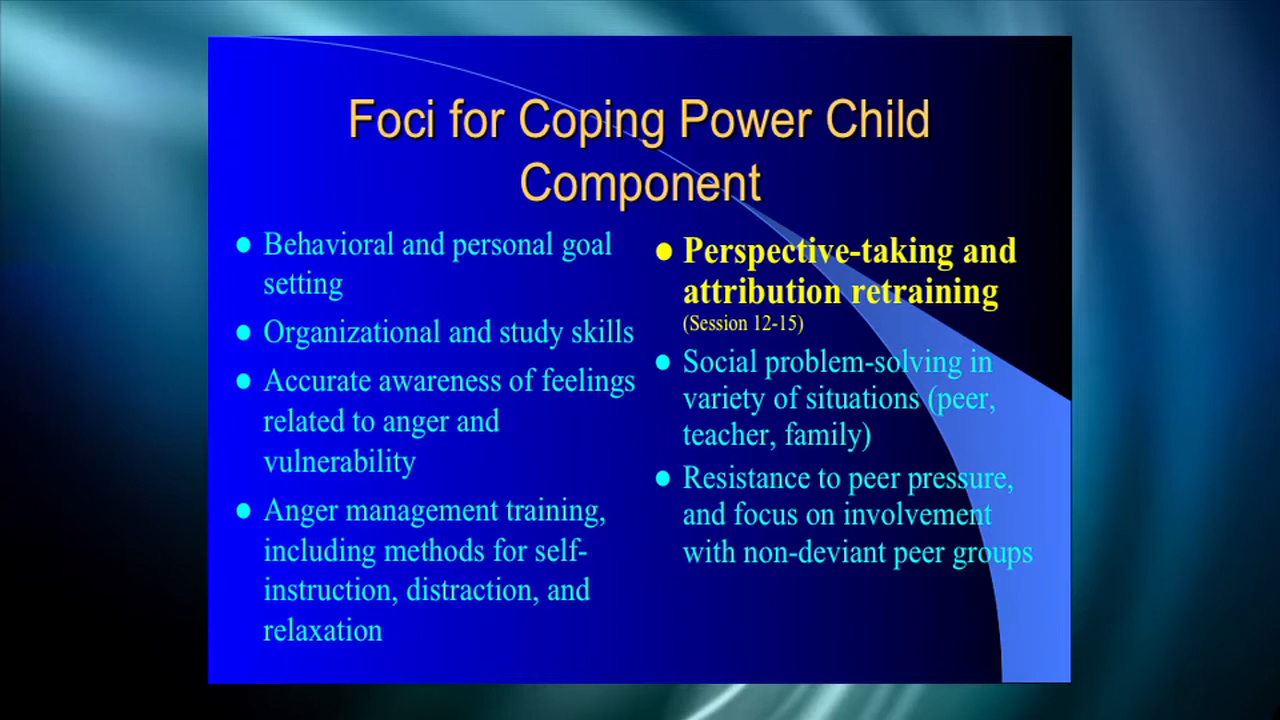 Foci for Coping Power Child
Component
● Behavioral and personal goal
setting
● Organizational and study skills
● Accurate awareness of feelings
related to anger and
vulnerability
● Anger management training,
including methods for self-
instruction, distraction, and
relaxation
● Perspective-taking and
attribution retraining
(Session 12-15)
● Social problem-solving in
variety of situations (peer,
teacher, family)
● Resistance to peer pressure,
and focus on involvement
with non-deviant peer groups